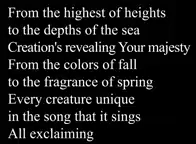 From the highest of heights
to the depths of the sea
Creation's revealing Your majesty
From the colors of fall
to the fragrance of spring
Every creature unique
in the song that it sings
All exclaiming